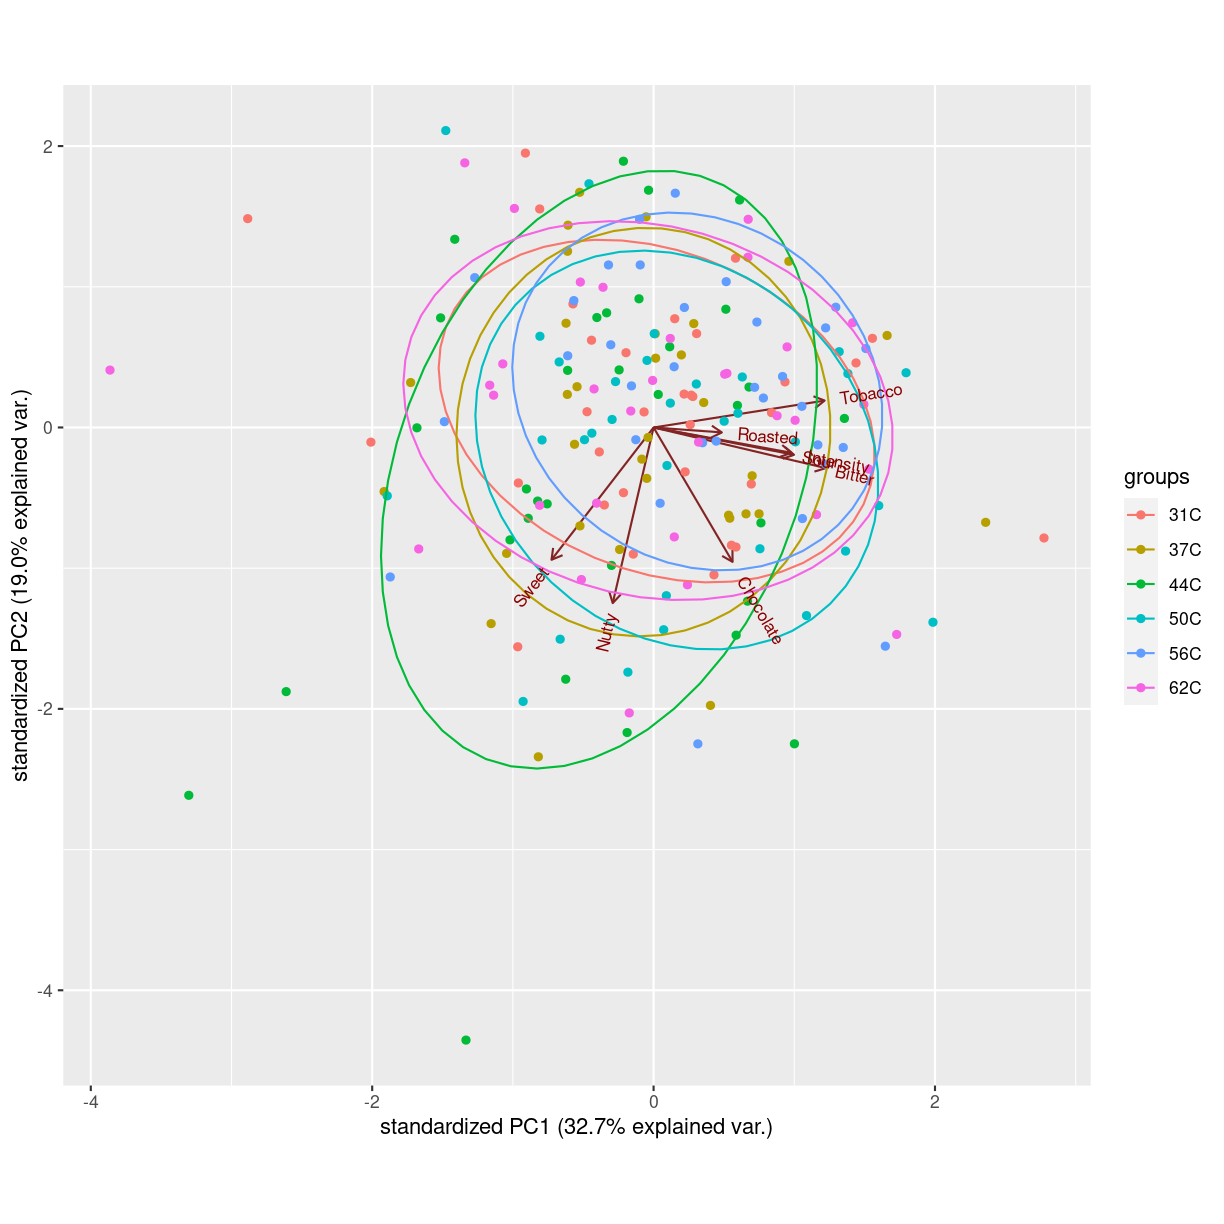 2
0
-2
-4
-4
-2
0
2
standardized PC1 (32.7% explained var.)
standardized PC2 (19.0% explained var.)
Tobacco
Roasted
Intensity
Bitter
Sweet
Nutty
Chocolate
groups
31C
37C
44C
50C
56C
62C